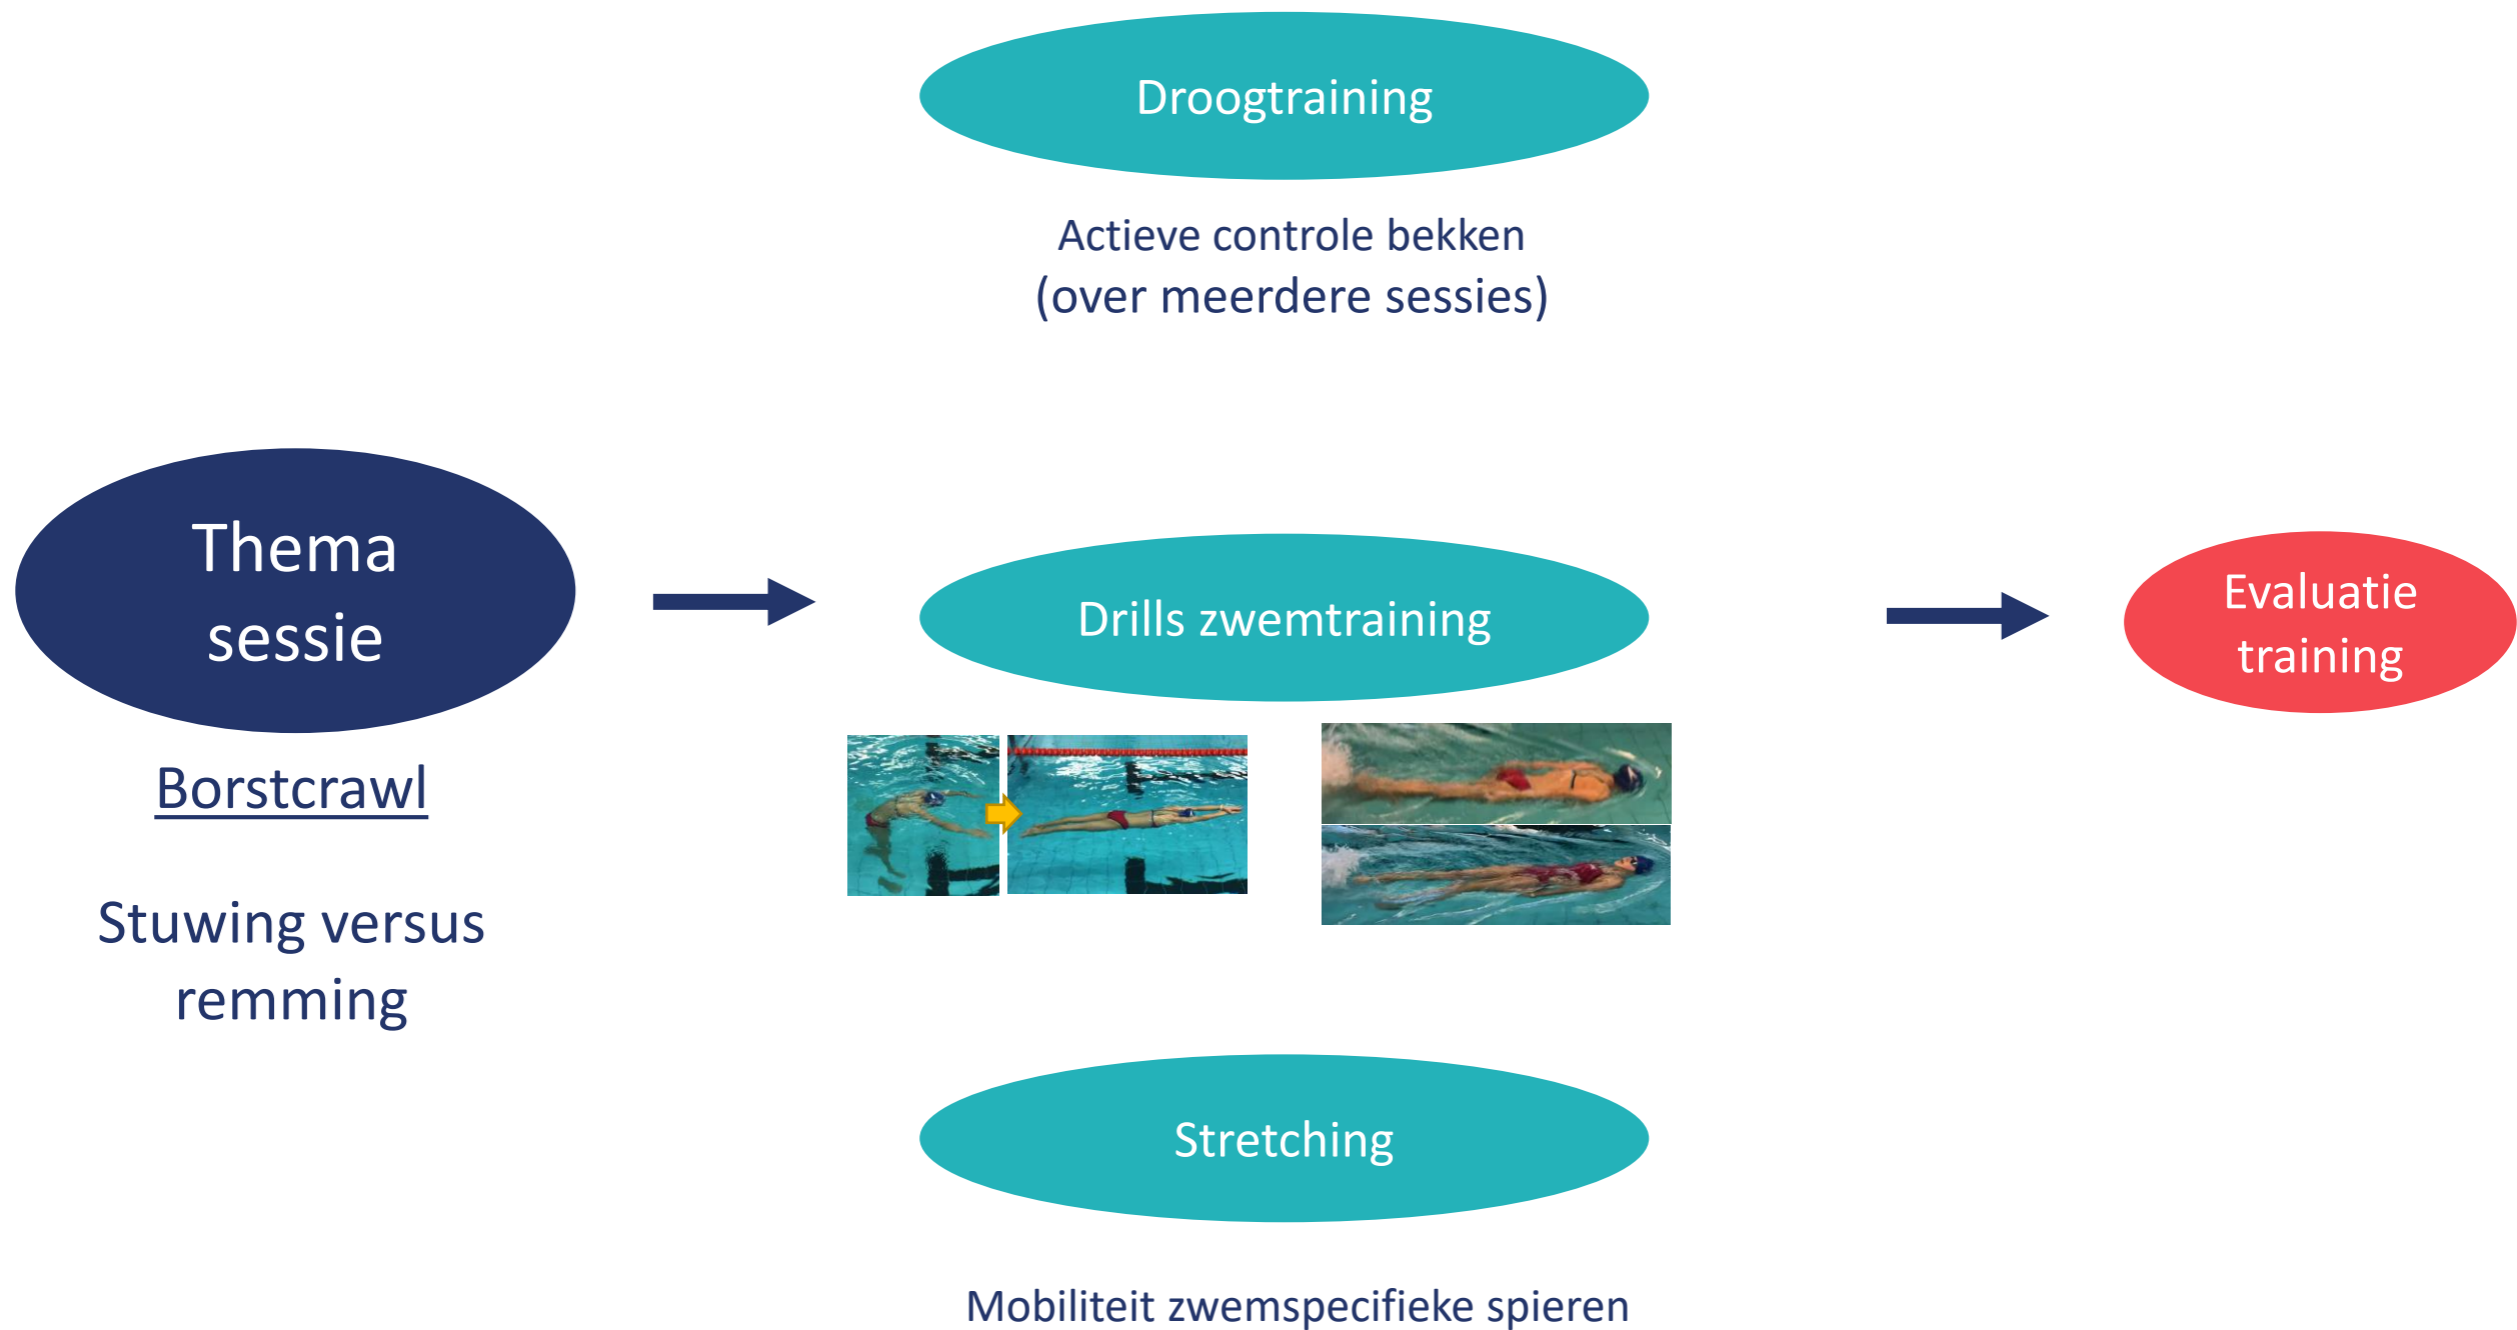 Droogtraining
Actieve controle bekken
(over meerdere sessies)
Thema
sessie
Borstcrawl
Stuwing versus
remming
Drills zwemtraining
Stretching
Mobiliteit zwemspecifieke spieren
Evaluatie
training